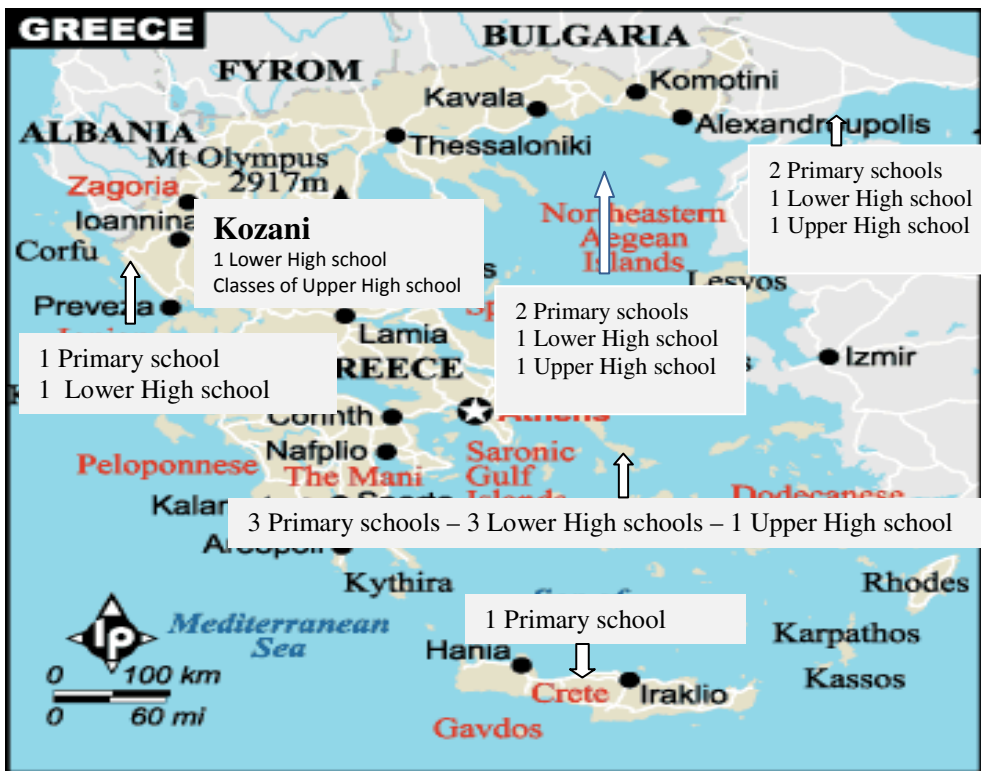 GREECE
BULGARIA
FYROM
Komotini
Kavala
ALBANIA
Alexandroupolis
Thessaloniki
Mt Olympus
2917m
Zagoria
Ioannina
Corfu
Kozani
1 Lower High school
Classes of Upper High school
2 Primary schools
1 Lower High school
1 Upper High school
Northeastern
Aegean
Islands
Lesvos
Preveza
Lamia
2 Primary schools
1 Lower High school
1 Upper High school
Izmir
1 Primary school
1 Lower High school
REECE
Corinth
Athens
Nafplio
Peloponnese
The Mani
Saronic
Gulf
Islands
Dodecanese
Kalar
3 Primary schools – 3 Lower High schools – 1 Upper High school
Kythira
Rhodes
1 Primary school
Mediterranean
Sea
Karpathos
Hania
Kassos
Crete
Iraklio
Gavdos
lp
0 100 km
0 60 mi